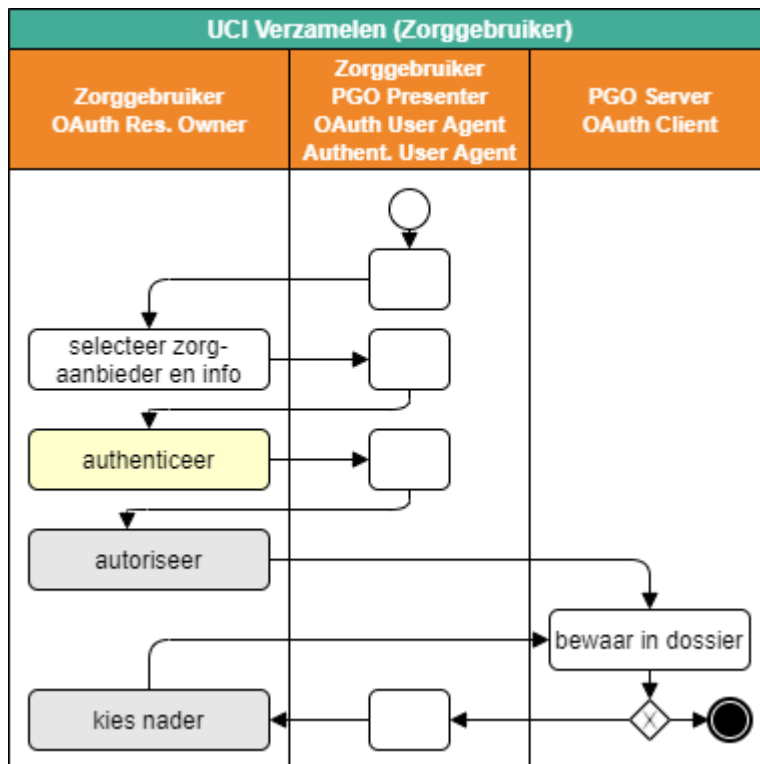 UCI Verzamelen (Zorggebruiker)
Zorggebruiker
OAuth Res. Owner
Zorggebruiker
PGO Presenter
OAuth User Agent
Authent. User Agent
PGO Server
OAuth Client
selecteer zorg-
aanbieder en info
authenticeer
autoriseer
bewaar in dossier
kies nader
X